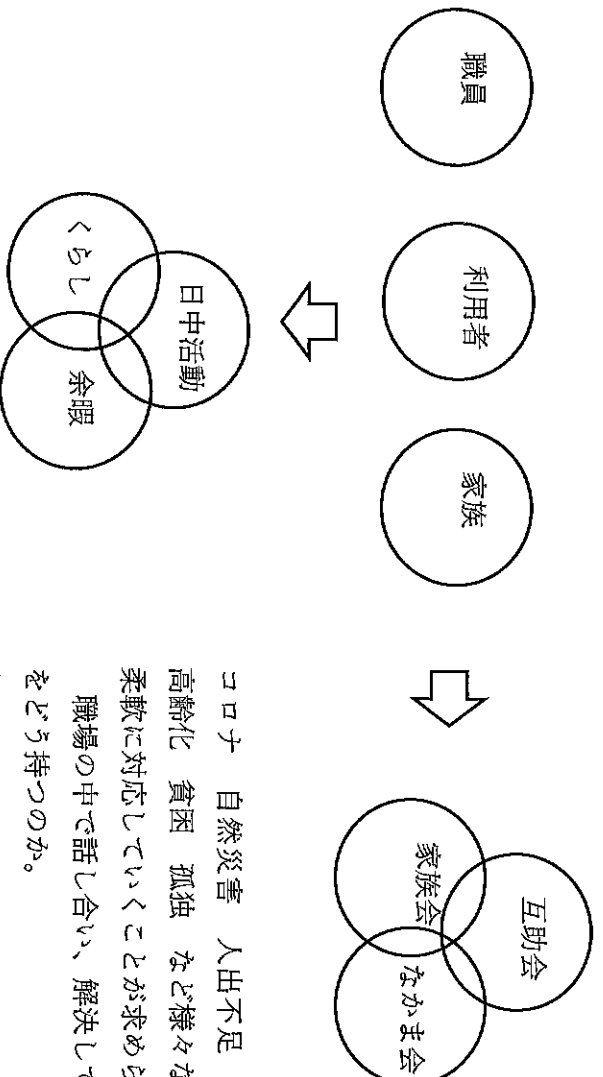 職員
利用者
家族
日中活動
くらし
余暇
互助会
家族会
なかま会
コロナ 自然災害 人出不足
高齢化 貧困 孤独 など様々な
柔軟に対応していくことが求めら
職場の中で話し合い、解決して
をどう持つのか。